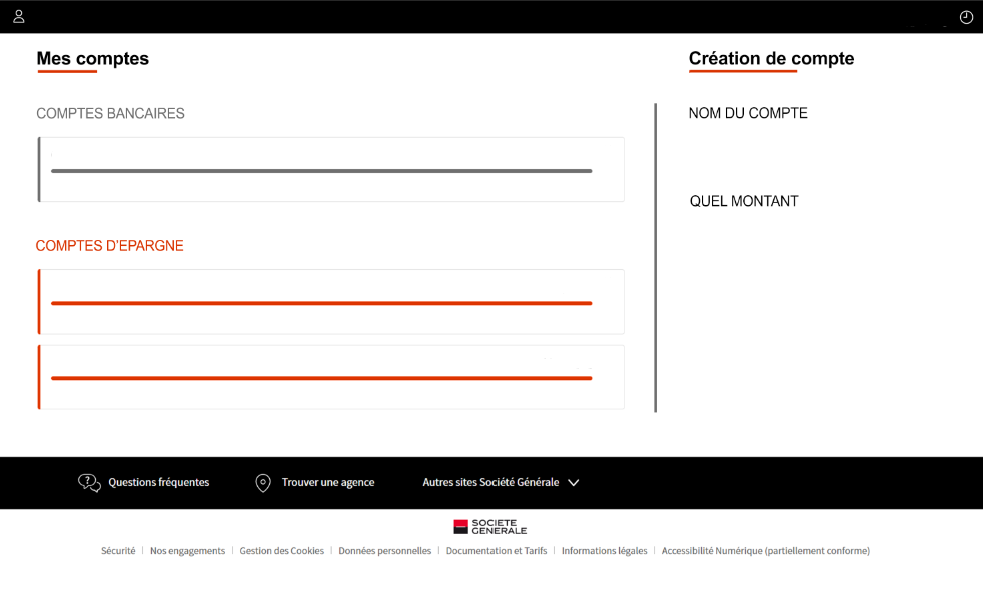 Mes comptes
COMPTES BANCAIRES
COMPTES D'EPARGNE
Création de compte
NOM DU COMPTE
QUEL MONTANT
Questions fréquentes
Trouver une agence
Autres sites Société Générale
SOCIETE
GENERALE
Sécurité | Nos engagements | Gestion des Cookies | Données personnelles | Documentation et Tarifs | Informations légales | Accessibilité Numérique (partiellement conforme)